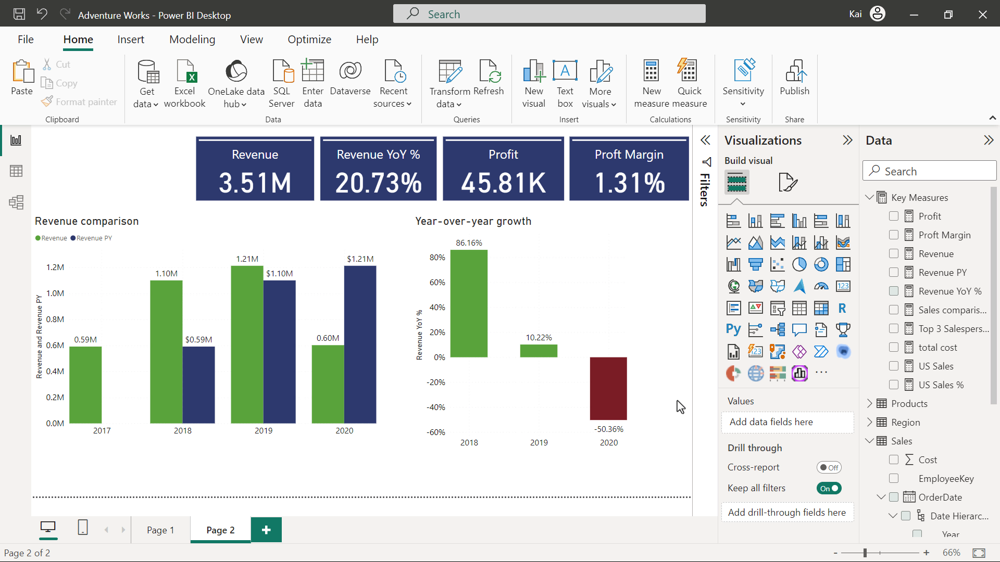 Adventure Works - Power BI Desktop
Search
Kai
File Home Insert Modeling View Optimize Help
Paste
Cut
Copy
Format painter
Clipboard
Get data
Excel workbook
OneLake data hub
SQL Server
Enter data
Dataverse
Recent sources
Data
Transform data
Refresh
Queries
New visual
Text box
More visuals
Insert
New measure
Quick measure
Calculations
Sensitivity
Sensitivity
Publish
Share
Revenue
3.51M
Revenue YoY %
20.73%
Profit
45.81K
Proft Margin
1.31%
Revenue comparison
Revenue Revenue PY
Revenue and Revenue PY
1.2M
1.0M
0.8M
0.6M
0.4M
0.2M
0.0M
0.59M
1.10M
$0.59M
1.21M
$1.10M
0.60M
$1.21M
2017 2018 2019 2020
Year-over-year growth
Revenue YoY %
80%
60%
40%
20%
0%
-20%
-40%
-60%
86.16%
10.22%
-50.36%
2018 2019 2020
Filters
Visualizations
Build visual
123
R
Py
123
Values
Add data fields here
Drill through
Cross-report
Off
Keep all filters
On
Add drill-through fields here
Data
Search
Key Measures
Profit
Proft Margin
Revenue
Revenue PY
Revenue YoY %
Sales comparis...
Top 3 Salespers...
total cost
US Sales
US Sales %
Products
Region
Sales
Cost
EmployeeKey
OrderDate
Date Hierarc...
Year
Page 1
Page 2
Page 2 of 2
66%